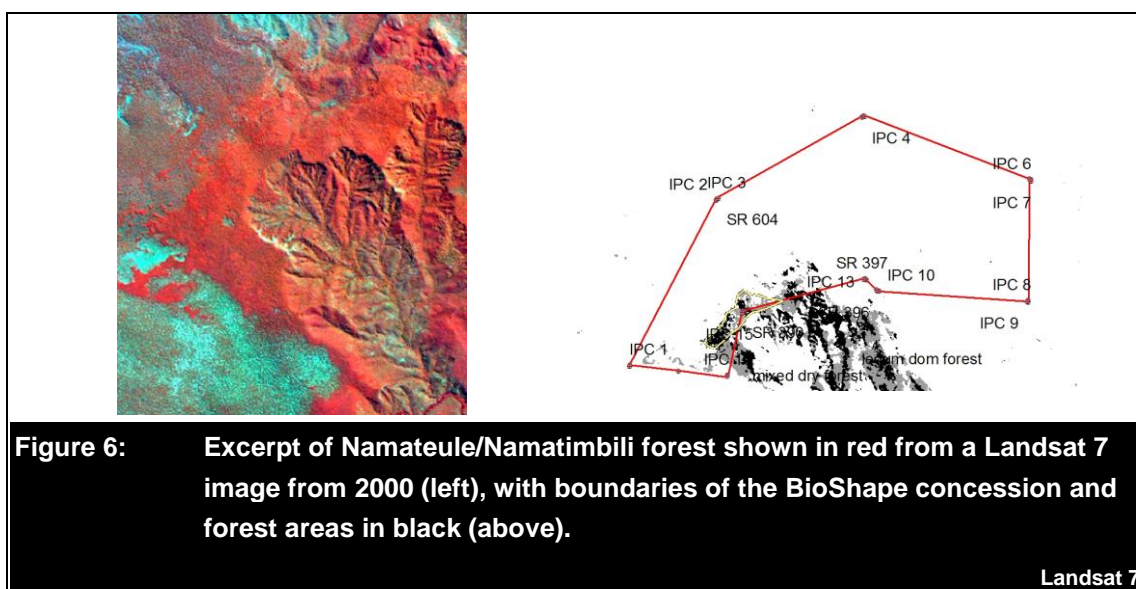 IPC 4
IPC 6
IPC 2 IPC 3
IPC 7
SR 604
SR 397
IPC 10
IPC 13
IPC 8
IPC 9
IPC 1
mixed dry forest
Figure 6: Excerpt of Namateule/Namatimbili forest shown in red from a Landsat 7
image from 2000 (left), with boundaries of the BioShape concession and
forest areas in black (above).
Landsat 7